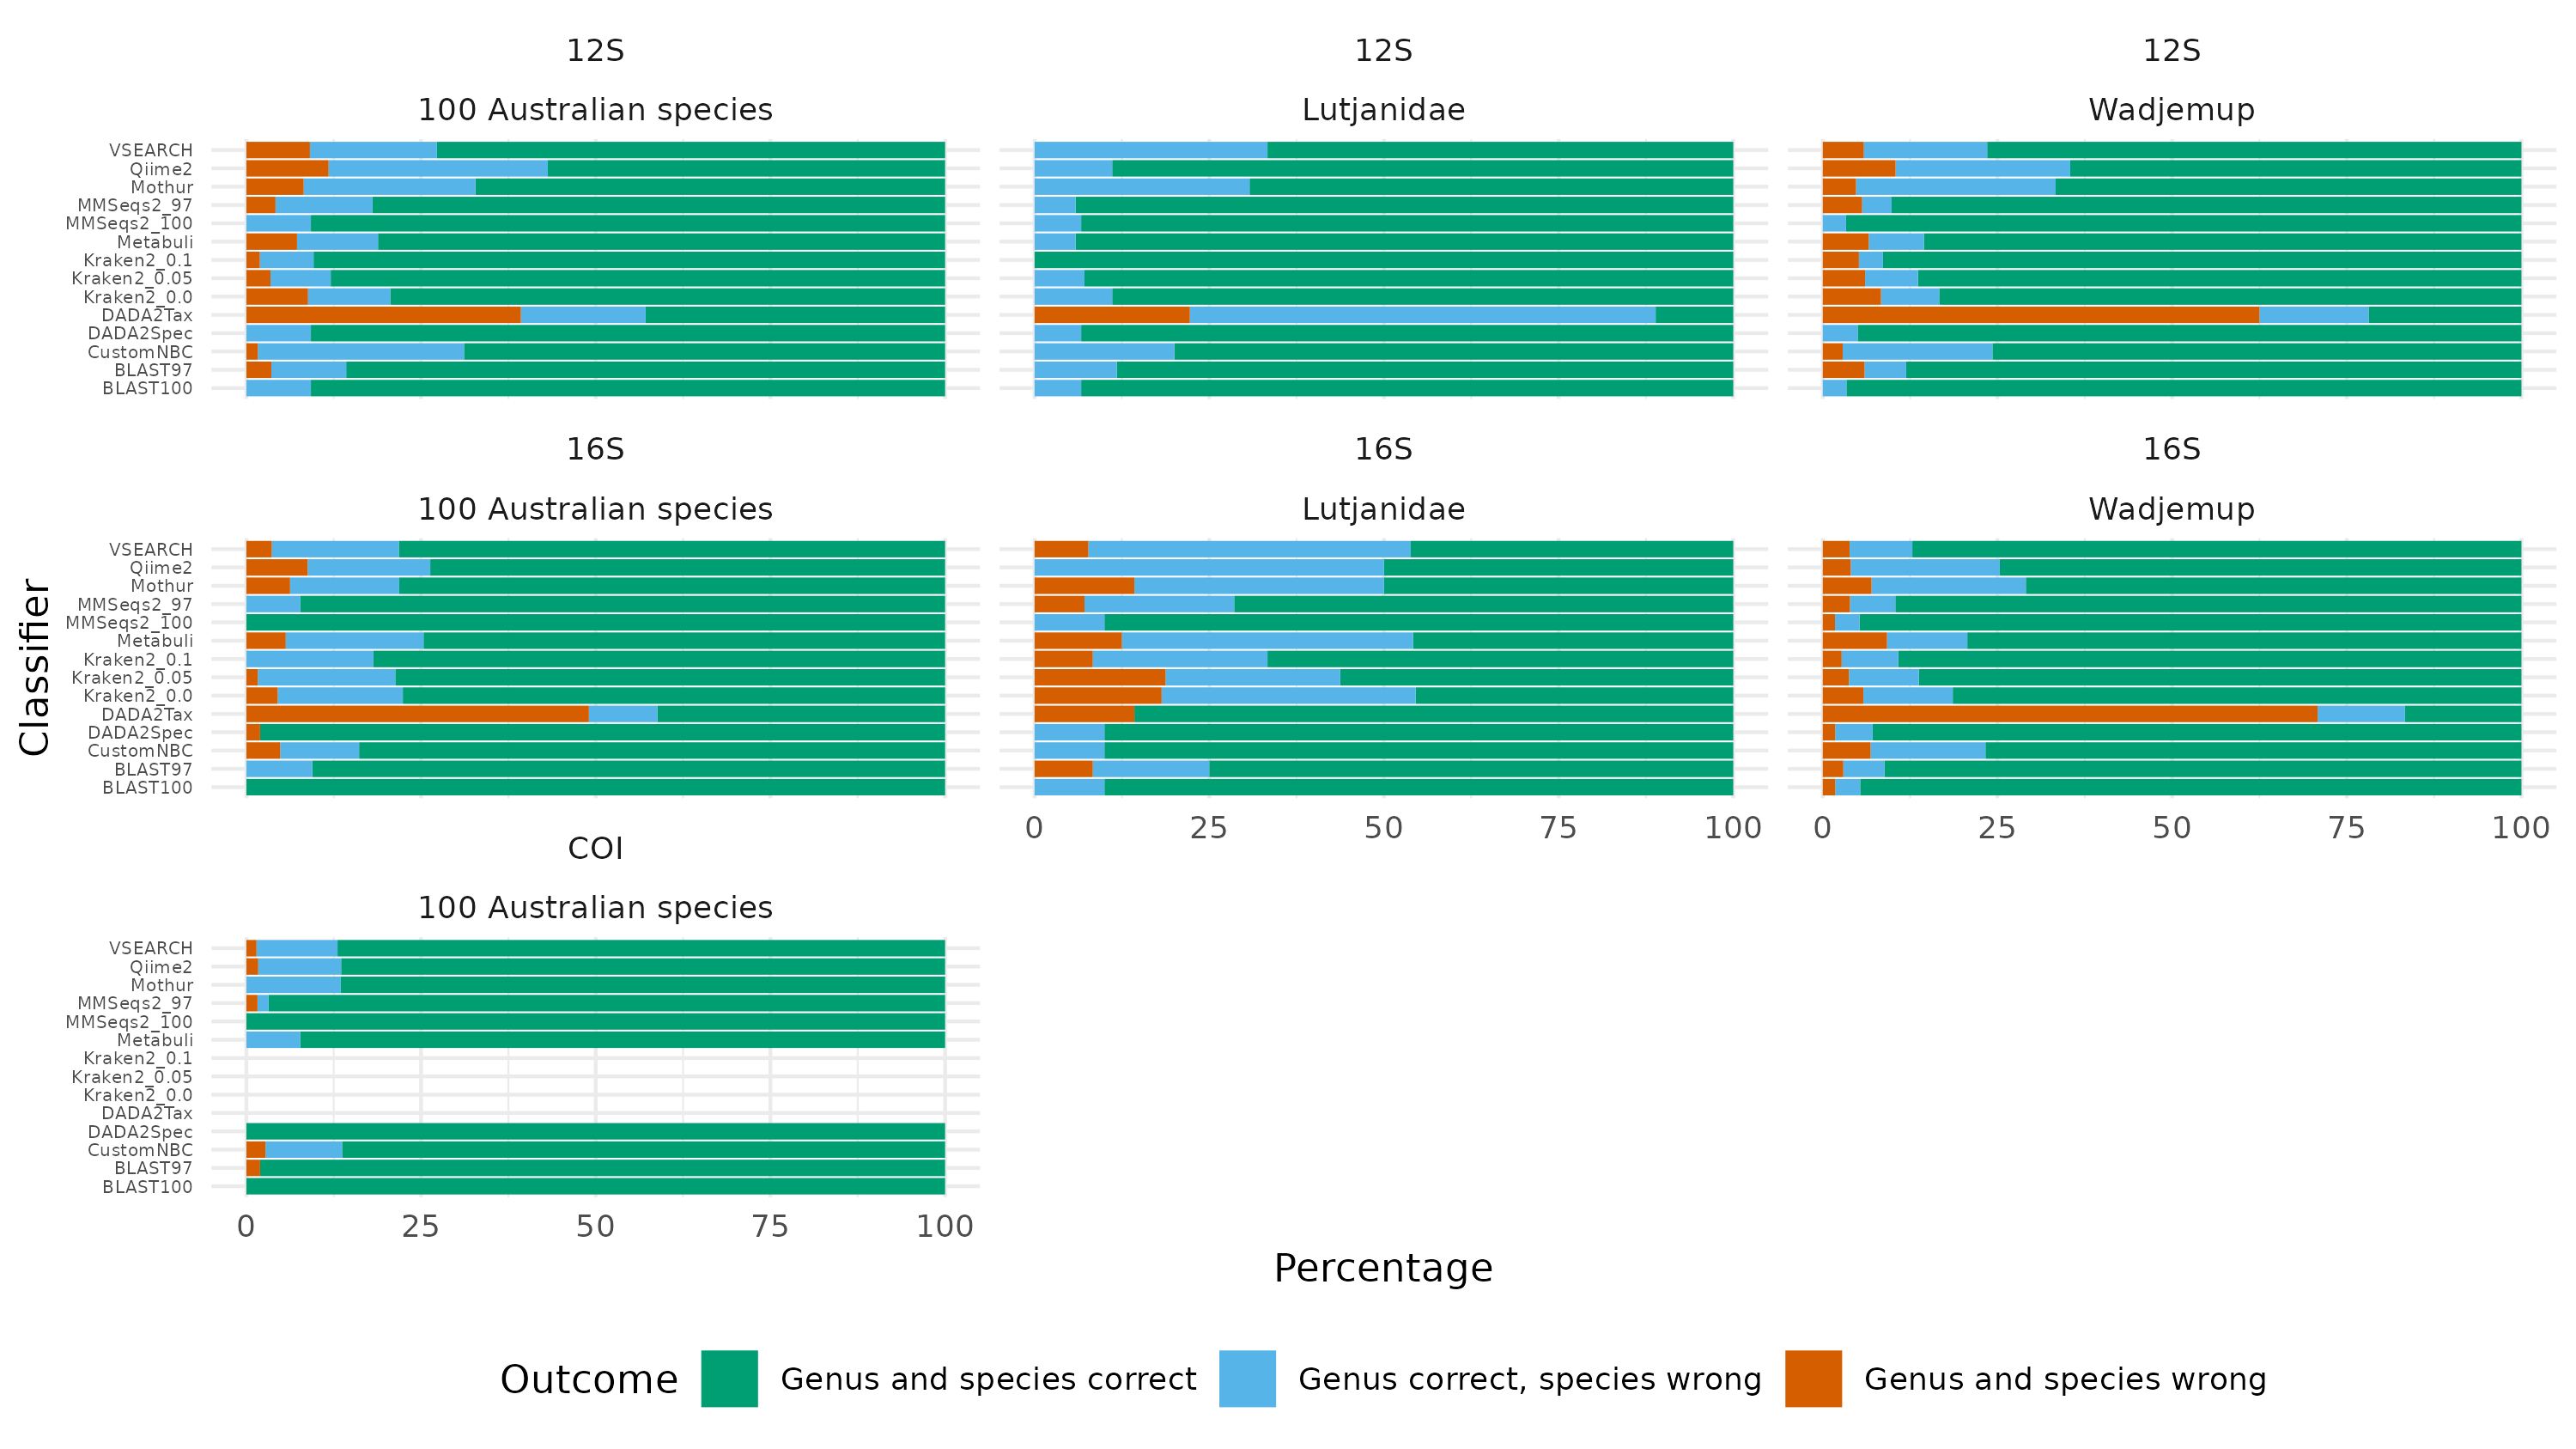 12S
12S
12S
100 Australian species
Lutjanidae
Wadjemup
VSEARCH
Qiime2
Mothur
MMSeqs2_97
MMSeqs2_100
Metabuli
Kraken2_0.1
Kraken2_0.05
Kraken2_0.0
DADA2Tax
DADA2Spec
CustomNBC
BLAST97
BLAST100
16S
16S
16S
100 Australian species
Lutjanidae
Wadjemup
Classifier
VSEARCH
Qiime2
Mothur
MMSeqs2_97
MMSeqs2_100
Metabuli
Kraken2_0.1
Kraken2_0.05
Kraken2_0.0
DADA2Tax
DADA2Spec
CustomNBC
BLAST97
BLAST100
0 25 50 75 100
0 25 50 75 100
COI
100 Australian species
VSEARCH
Qiime2
Mothur
MMSeqs2_97
MMSeqs2_100
Metabuli
Kraken2_0.1
Kraken2_0.05
Kraken2_0.0
DADA2Tax
DADA2Spec
CustomNBC
BLAST97
BLAST100
0 25 50 75 100
Percentage
Outcome Genus and species correct Genus correct, species wrong Genus and species wrong